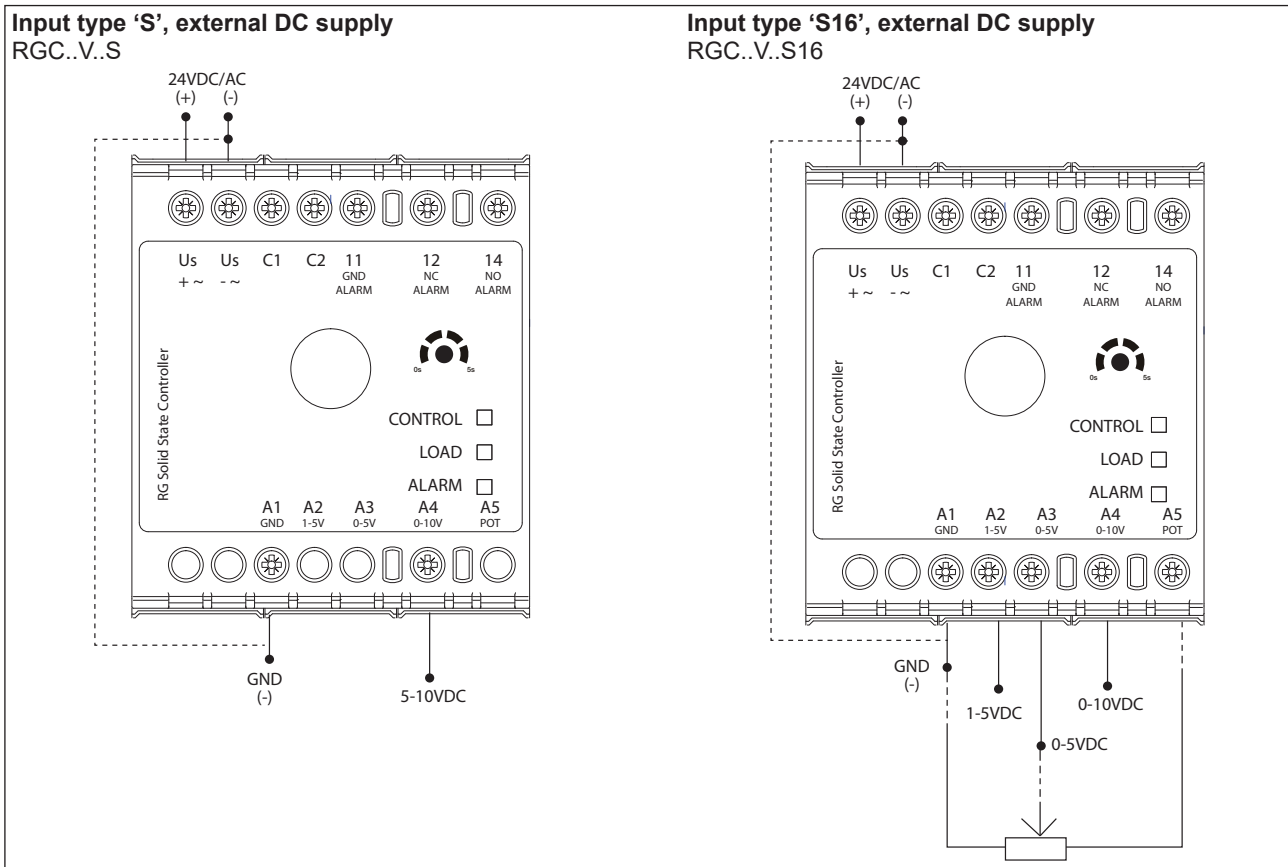 Input type ‘S’, external DC supply
RGC..V..S
24VDC/AC
(+) (-)
Us Us C1 C2 11 12 14
+ ~ - ~ GND NC NO
ALARM ALARM ALARM
0s 5s
RG Solid State Controller
CONTROL
LOAD
ALARM
A1 A2 A3 A4 A5
GND 1-5V 0-5V 0-10V POT
GND
(-)
5-10VDC
Input type ‘S16’, external DC supply
RGC..V..S16
24VDC/AC
(+) (-)
Us Us C1 C2 11 12 14
+ ~ - ~ GND NC NO
ALARM ALARM ALARM
0s 5s
RG Solid State Controller
CONTROL
LOAD
ALARM
A1 A2 A3 A4 A5
GND 1-5V 0-5V 0-10V POT
GND
(-)
1-5VDC
0-10VDC
0-5VDC